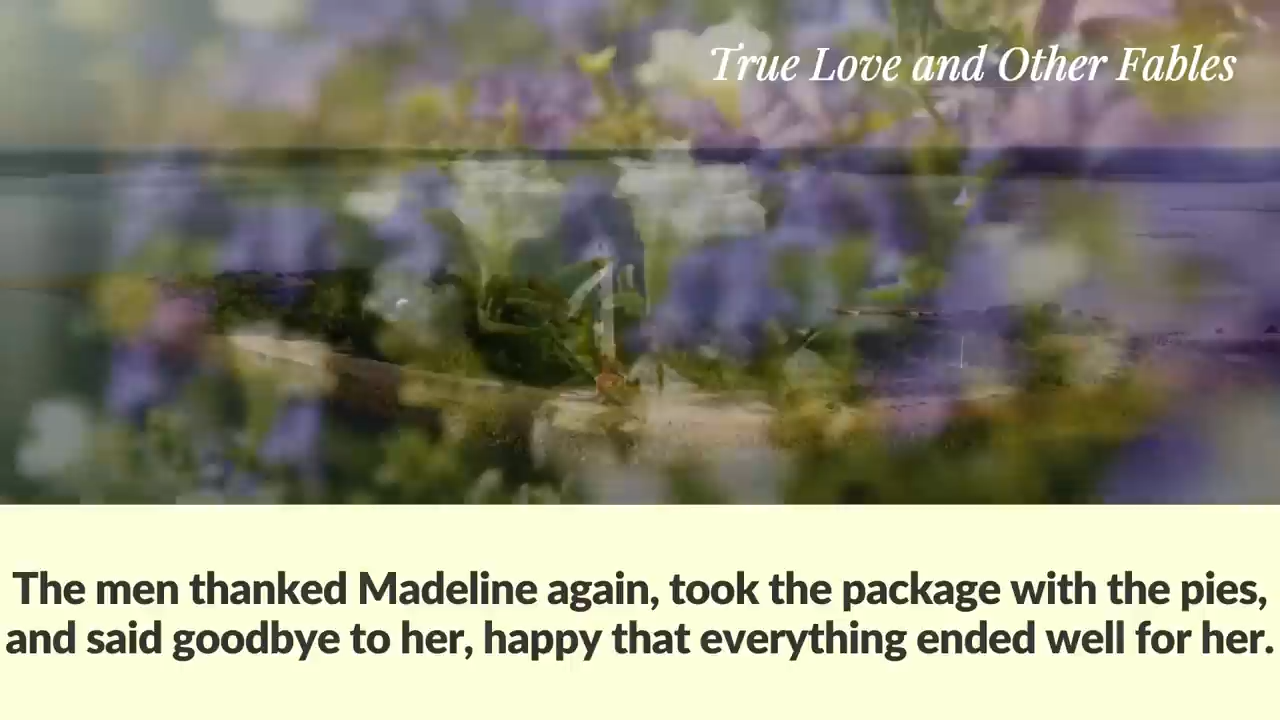 True Love and Other Fables
The men thanked Madeline again, took the package with the pies,
and said goodbye to her, happy that everything ended well for her.